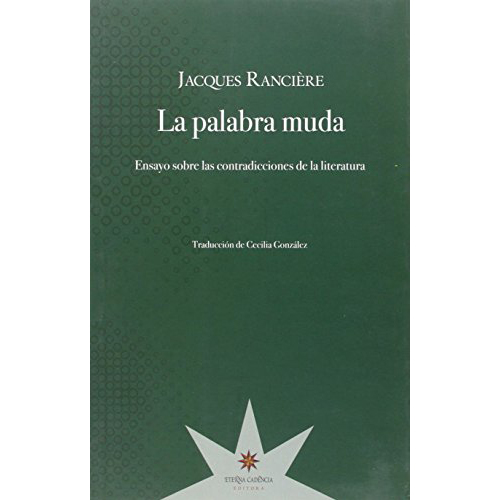 JACQUES RANCIÈRE
La palabra muda
Ensayo sobre las contradicciones de la literatura
Traducción de Cecilia González
ETERNA CADENCIA
EDITORA